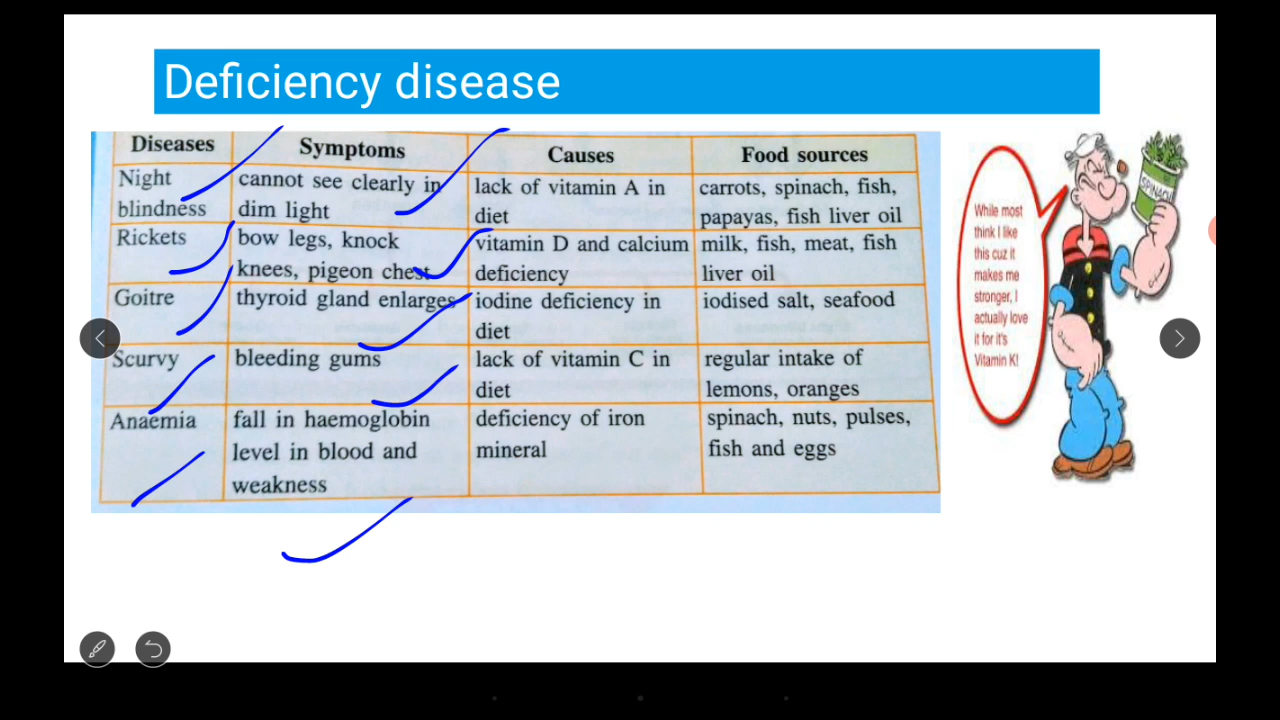 Deficiency disease
Diseases Symptoms Causes Food sources
Night blindness cannot see clearly in dim light lack of vitamin A in diet carrots, spinach, fish, papayas, fish liver oil
Rickets bow legs, knock knees, pigeon chest vitamin D and calcium deficiency milk, fish, meat, fish liver oil
Goitre thyroid gland enlarges iodine deficiency in diet iodised salt, seafood
Scurvy bleeding gums lack of vitamin C in diet regular intake of lemons, oranges
Anaemia fall in haemoglobin level in blood and weakness deficiency of iron mineral spinach, nuts, pulses, fish and eggs
While most
think I like
this cuz it
makes me
stronger, I
actually love
it for it's
Vitamin K!
SPINACH